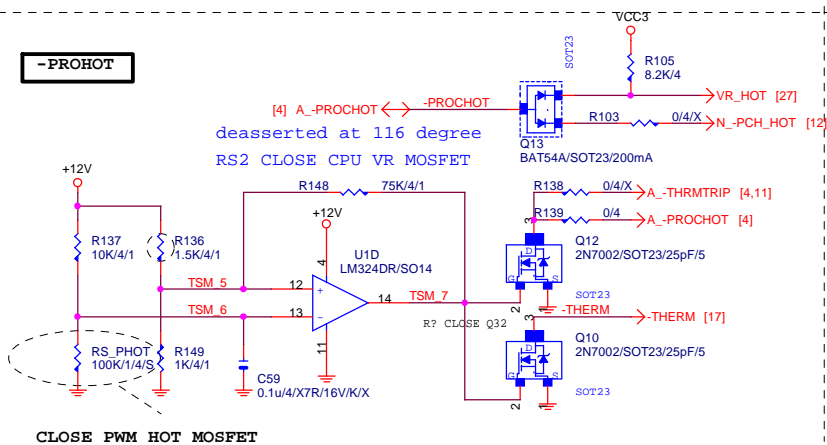 -PROHOT
VCC3
SOT23
R105
8.2K/4
[4] A_-PROCHOT
-PROCHOT
VR_HOT [27]
R103
0/4/X
N_-PCH_HOT [12]
Q13
BAT54A/SOT23/200mA
deasserted at 116 degree
RS2 CLOSE CPU VR MOSFET
+12V
R148
75K/4/1
+12V
R138
0/4/X
A_-THRMTRIP [4,11]
R139
0/4
A_-PROCHOT [4]
R137
10K/4/1
R136
1.5K/4/1
4
U1D
LM324DR/SO14
3
D
G
S
Q12
2N7002/SOT23/25pF/5
TSM_5
12
+
TSM_6
13
-
14
TSM_7
11
2
1
SOT23
R? CLOSE Q32
-THERM
3
-THERM [17]
D
G
S
Q10
2N7002/SOT23/25pF/5
2
1
SOT23
RS_PHOT
100K/1/4/S
R149
1K/4/1
C59
0.1u/4/X7R/16V/K/X
CLOSE PWM HOT MOSFET